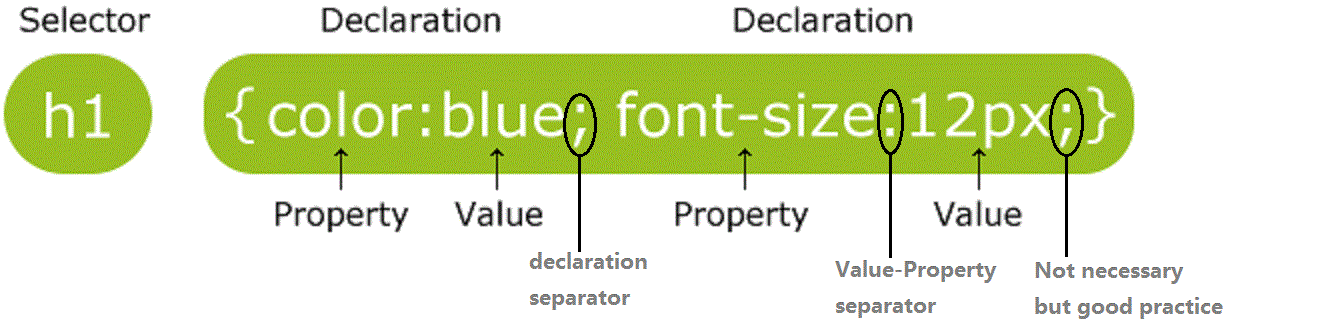 Selector Declaration Declaration
h1 {color:blue; font-size:12px;}
Property Value Property Value
declaration
separator
Value-Property
separator
Not necessary
but good practice